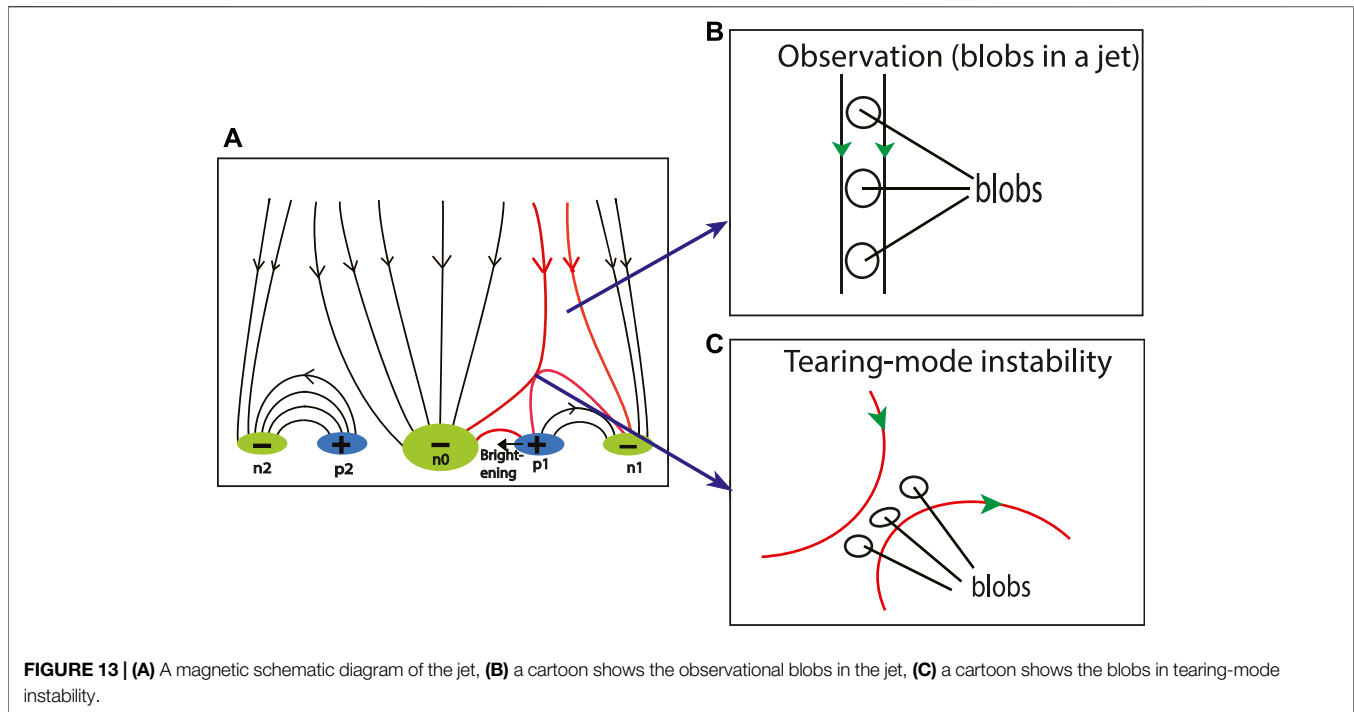 A
− n2
+ p2
− n0
Bright-
ening
+ p1
− n1
B
Observation (blobs in a jet)
blobs
C
Tearing-mode instability
blobs
FIGURE 13 | (A) A magnetic schematic diagram of the jet, (B) a cartoon shows the observational blobs in the jet, (C) a cartoon shows the blobs in tearing-mode
instability.